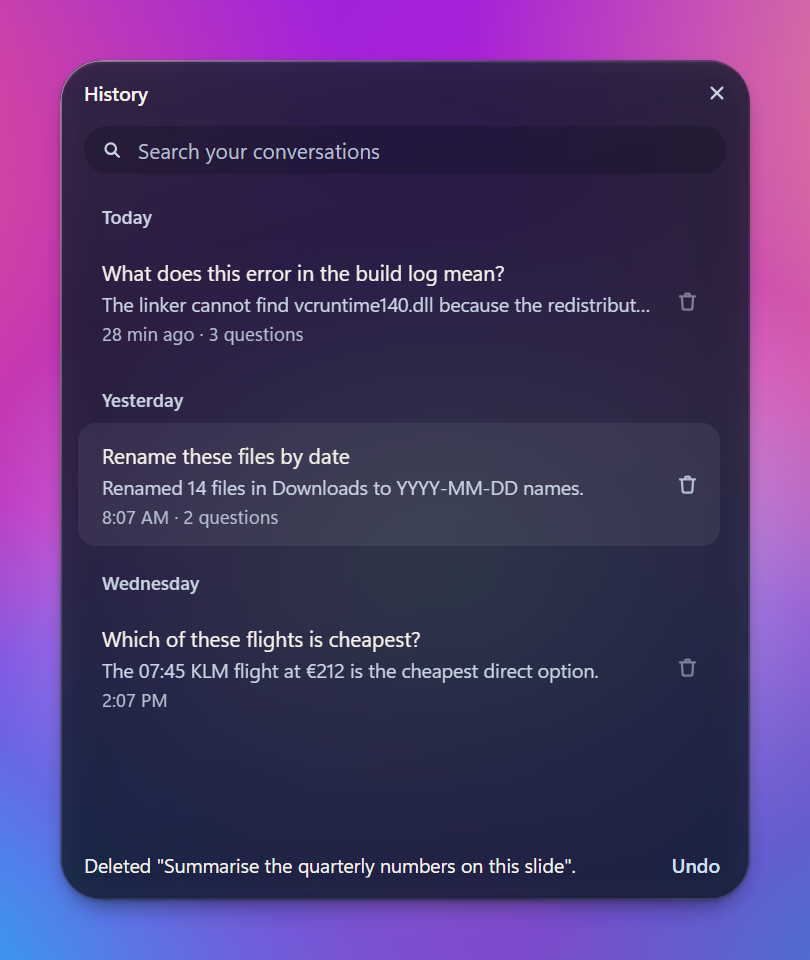 History
Search your conversations
Today
What does this error in the build log mean?
The linker cannot find vcruntime140.dll because the redistribut...
28 min ago · 3 questions
Yesterday
Rename these files by date
Renamed 14 files in Downloads to YYYY-MM-DD names.
8:07 AM · 2 questions
Wednesday
Which of these flights is cheapest?
The 07:45 KLM flight at €212 is the cheapest direct option.
2:07 PM
Deleted "Summarise the quarterly numbers on this slide". Undo